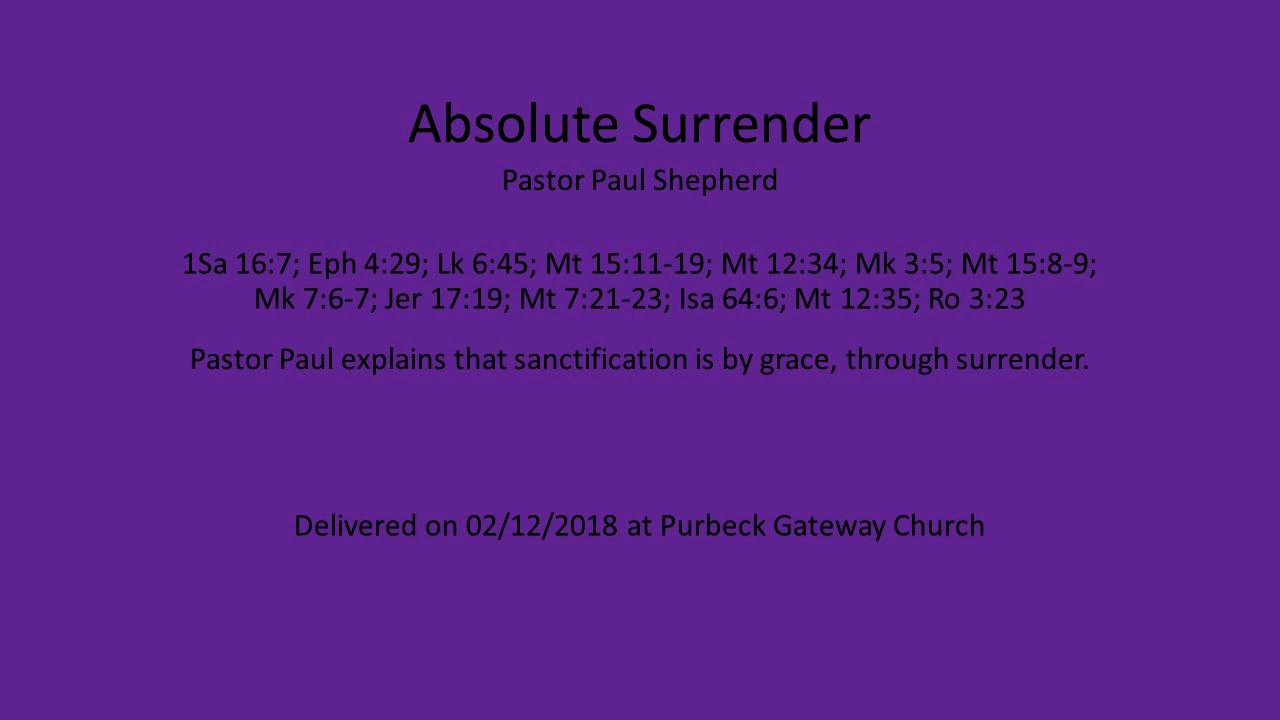 Absolute Surrender
Pastor Paul Shepherd
1Sa 16:7; Eph 4:29; Lk 6:45; Mt 15:11-19; Mt 12:34; Mk 3:5; Mt 15:8-9;
Mk 7:6-7; Jer 17:19; Mt 7:21-23; Isa 64:6; Mt 12:35; Ro 3:23
Pastor Paul explains that sanctification is by grace, through surrender.
Delivered on 02/12/2018 at Purbeck Gateway Church